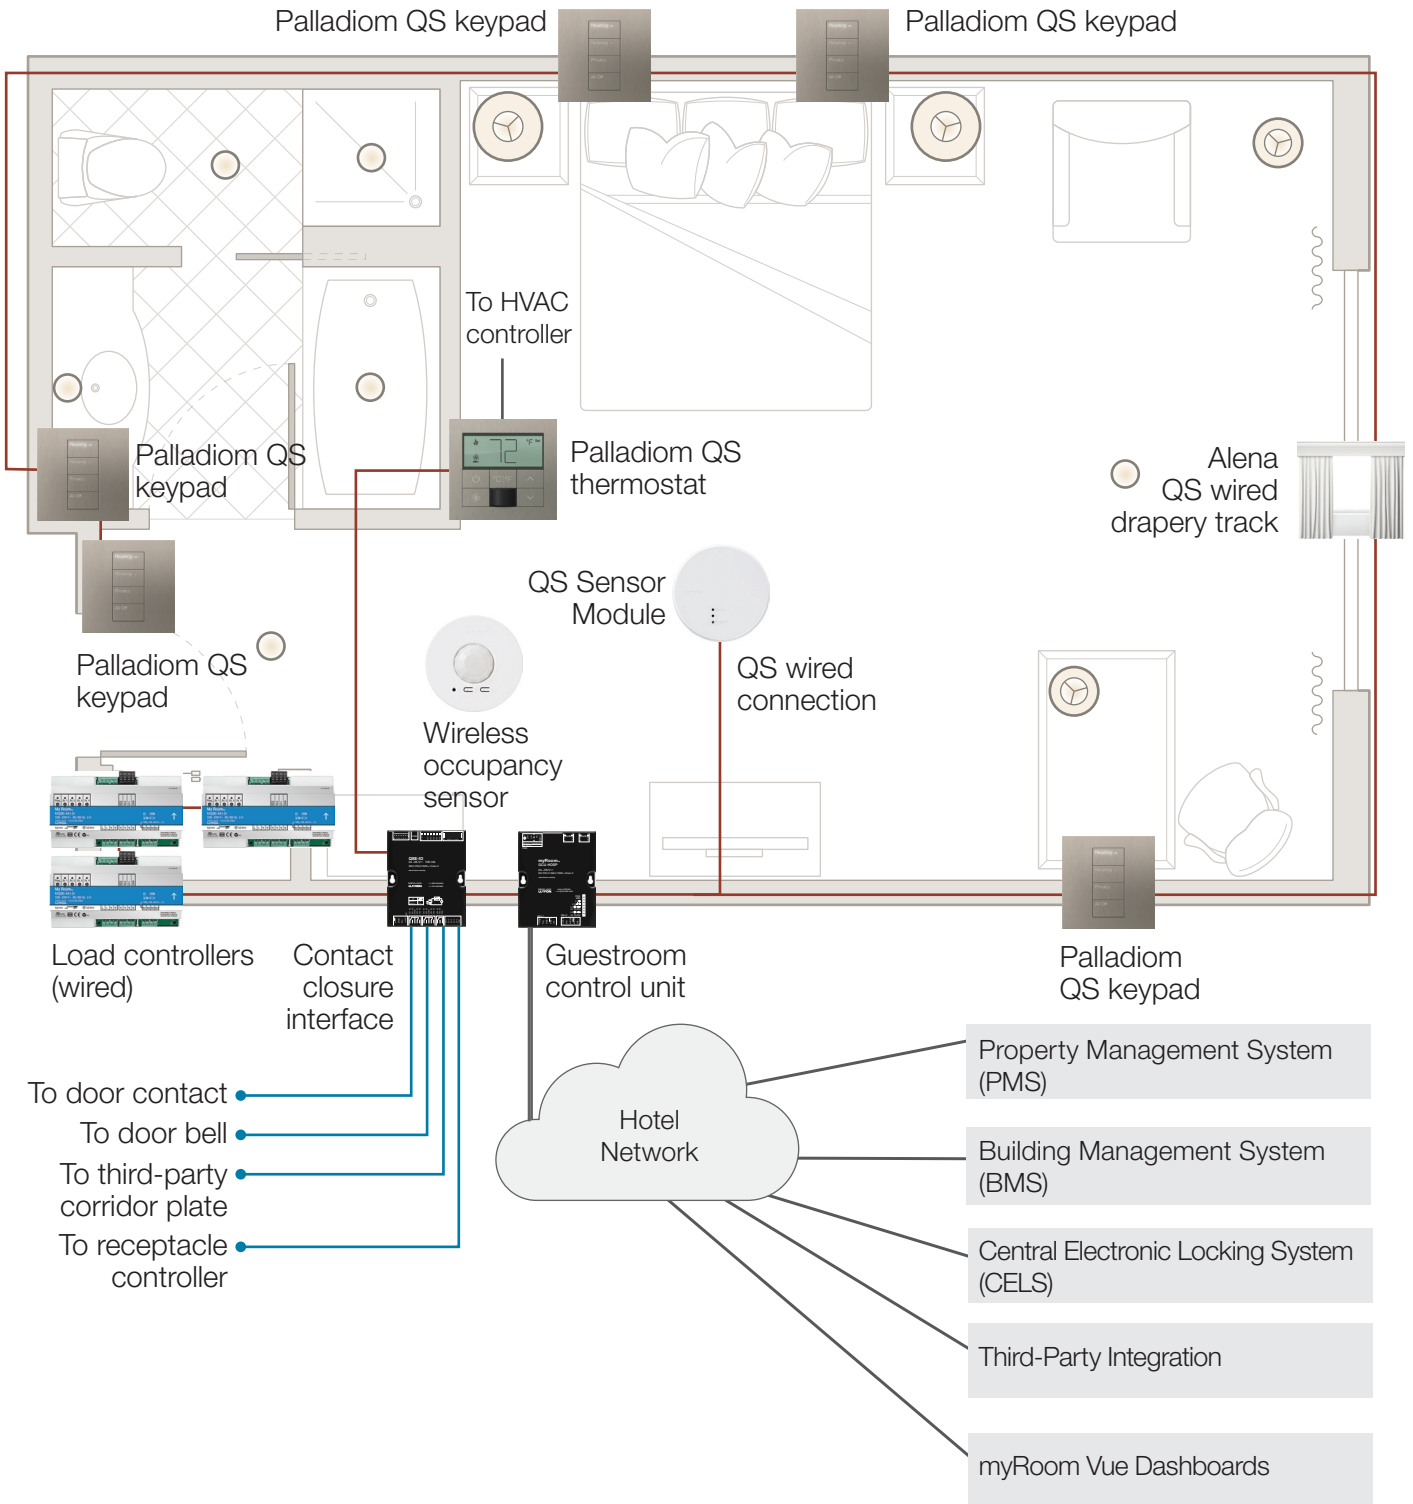 Palladiom QS keypad
Palladiom QS keypad
To HVAC
controller
72
°F
Palladiom QS
keypad
Palladiom QS
thermostat
Alena
QS wired
drapery track
QS Sensor
Module
Palladiom QS
keypad
QS wired
connection
Wireless
occupancy
sensor
myRoom
Load controllers
(wired)
Contact
closure
interface
Guestroom
control unit
Palladiom
QS keypad
To door contact
To door bell
To third-party
corridor plate
To receptacle
controller
Hotel
Network
Property Management System
(PMS)
Building Management System
(BMS)
Central Electronic Locking System
(CELS)
Third-Party Integration
myRoom Vue Dashboards